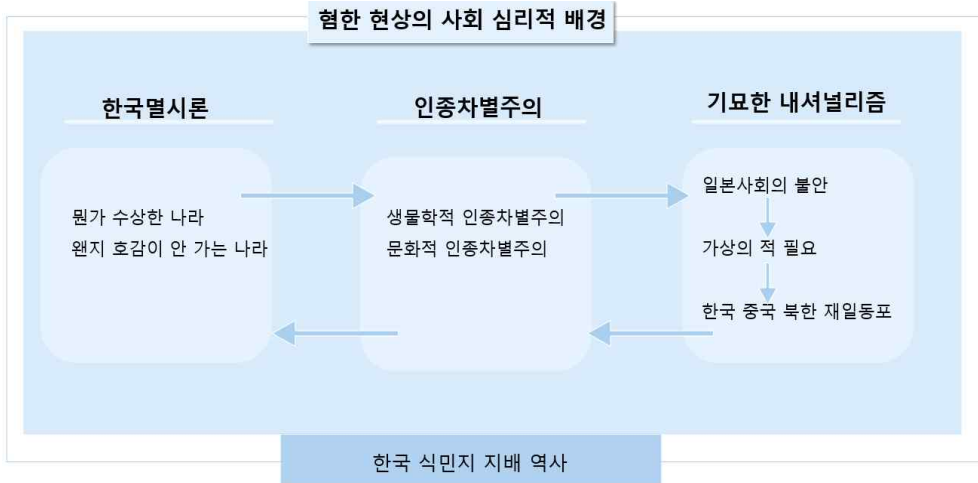 혐한 현상의 사회 심리적 배경
한국멸시론
뭔가 수상한 나라
왠지 호감이 안 가는 나라
인종차별주의
생물학적 인종차별주의
문화적 인종차별주의
기묘한 내셔널리즘
일본사회의 불안
가상의 적 필요
한국 중국 북한 재일동포
한국 식민지 지배 역사